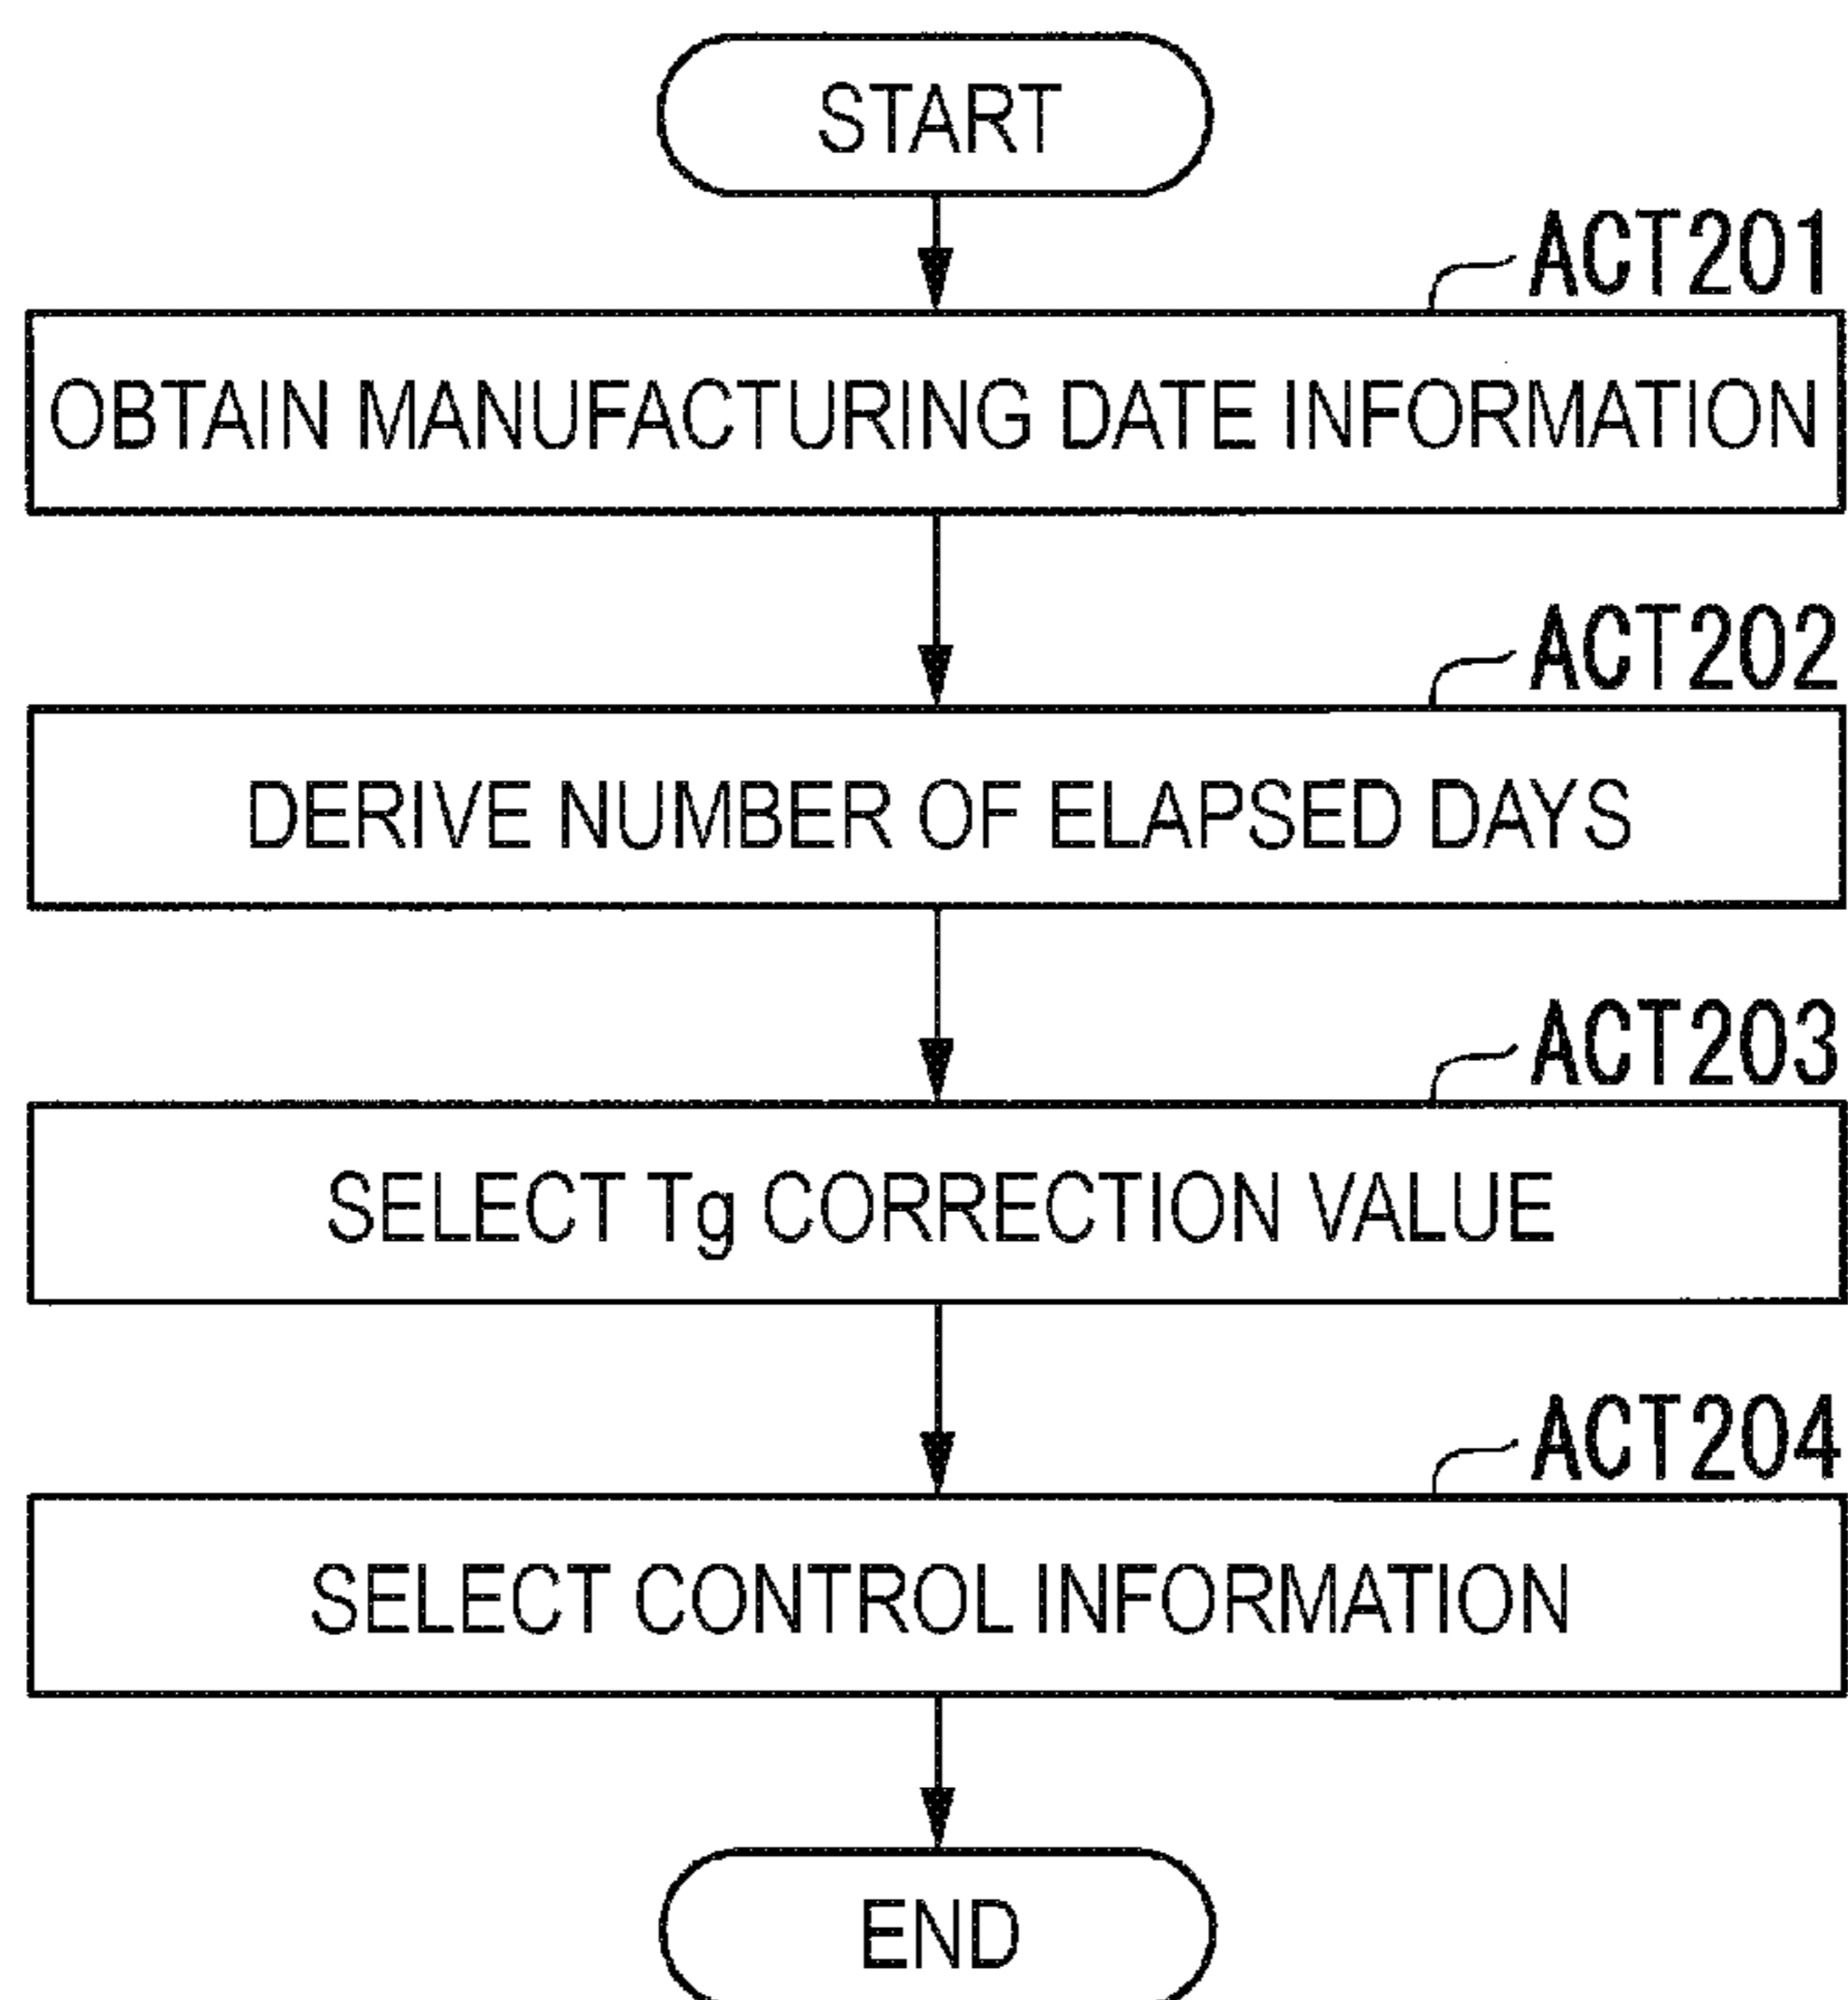 START
ACT201
OBTAIN MANUFACTURING DATE INFORMATION
ACT202
DERIVE NUMBER OF ELAPSED DAYS
ACT203
SELECT Tg CORRECTION VALUE
ACT204
SELECT CONTROL INFORMATION
END